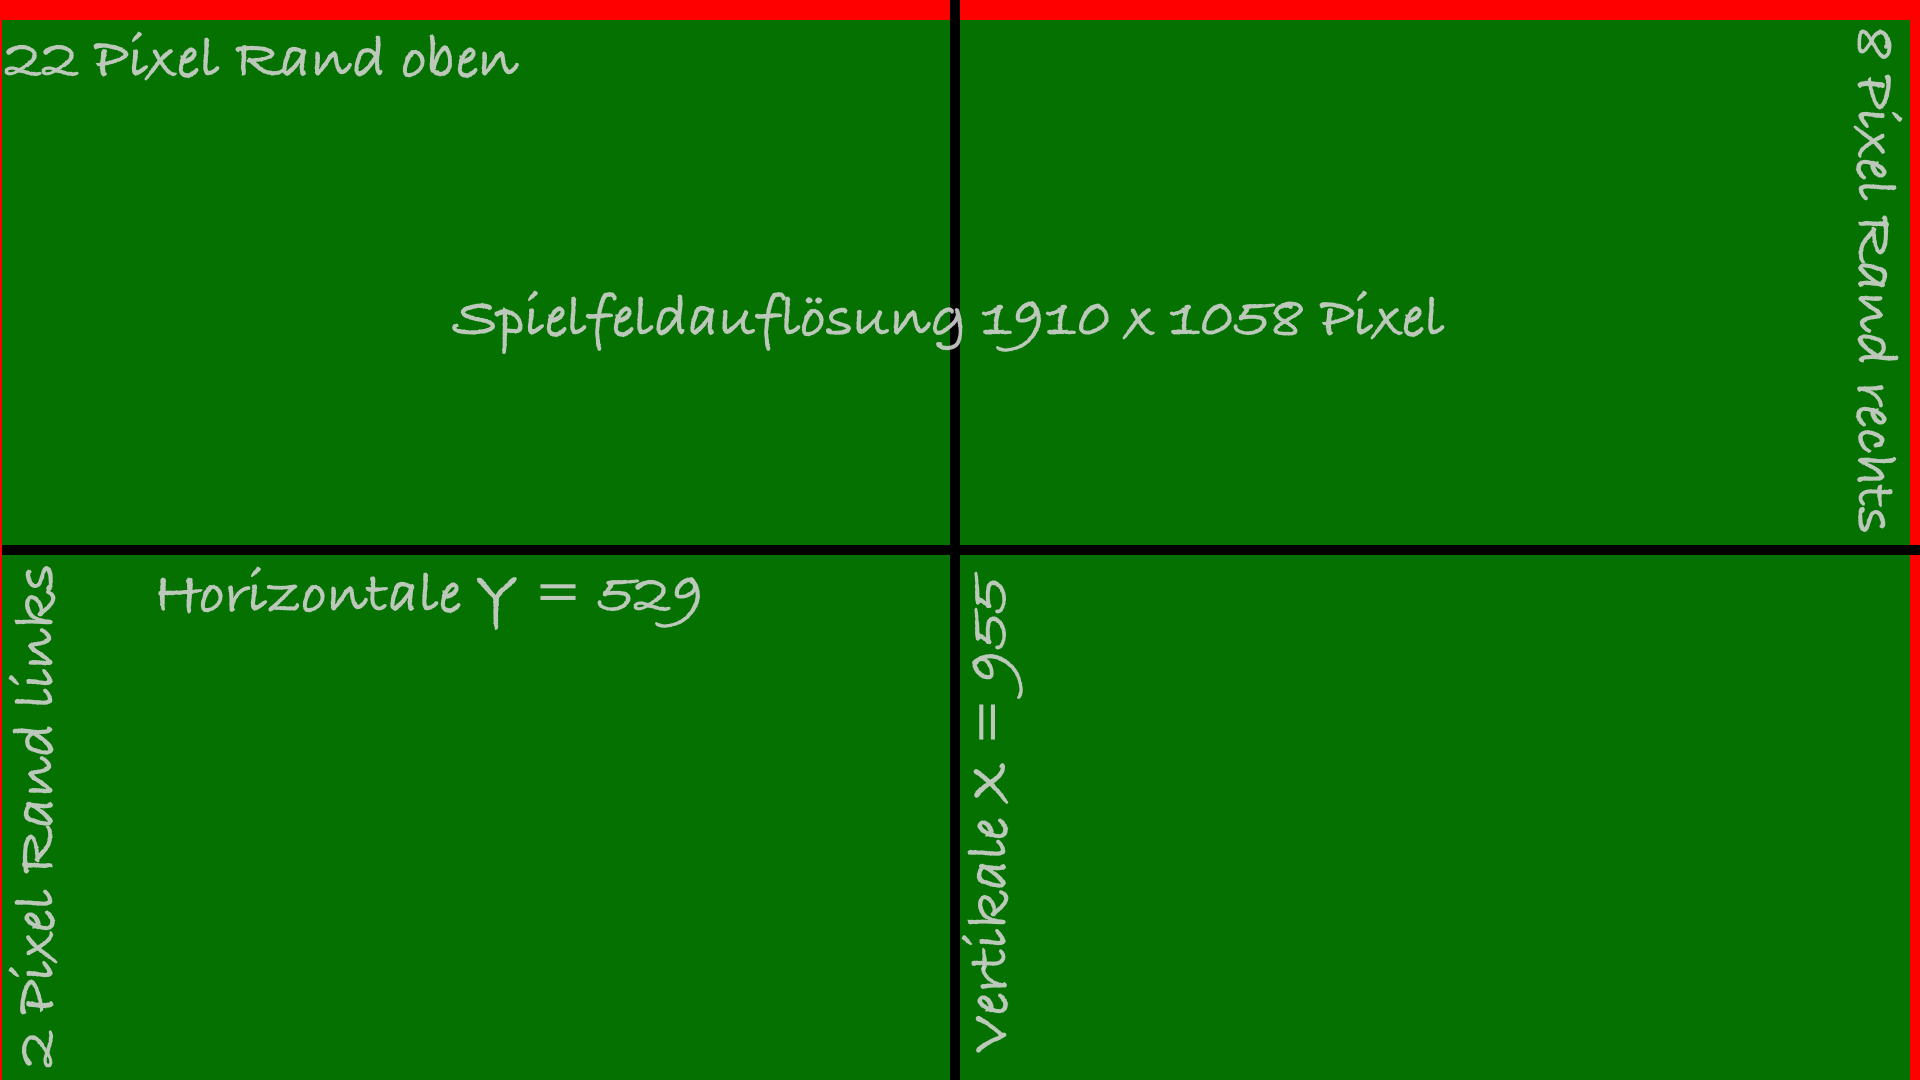 22 Pixel Rand oben
8 Pixel Rand rechts
Spielfeldauflösung 1910 x 1058 Pixel
2 Pixel Rand links
Horizontale Y = 529
Vertikale X = 955